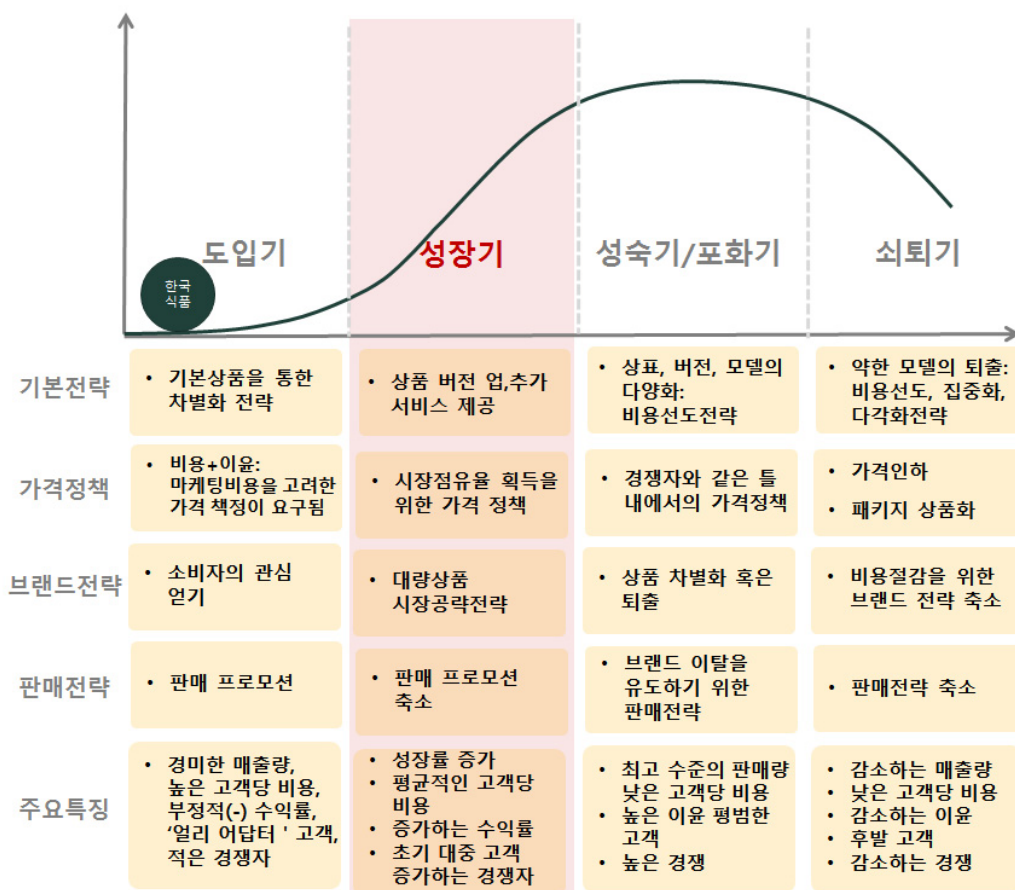 도입기
성장기
성숙기/포화기
쇠퇴기
한국
식품
기본전략
• 기본상품을 통한
차별화 전략
• 상품 버전 업,추가
서비스 제공
• 상표, 버전, 모델의
다양화:
비용선도전략
• 약한 모델의 퇴출:
비용선도, 집중화,
다각화전략
가격정책
• 비용+이윤:
마케팅비용을 고려한
가격 책정이 요구됨
• 시장점유율 획득을
위한 가격 정책
• 경쟁자와 같은 틀
내에서의 가격정책
• 가격인하
• 패키지 상품화
브랜드전략
• 소비자의 관심
얻기
• 대량상품
시장공략전략
• 상품 차별화 혹은
퇴출
• 비용절감을 위한
브랜드 전략 축소
판매전략
• 판매 프로모션
• 판매 프로모션
축소
• 브랜드 이탈을
유도하기 위한
판매전략
• 판매전략 축소
주요특징
• 경미한 매출량,
높은 고객당 비용,
부정적(-) 수익률,
‘얼리 어답터 ' 고객,
적은 경쟁자
• 성장률 증가
• 평균적인 고객당
비용
• 증가하는 수익률
• 초기 대중 고객
증가하는 경쟁자
• 최고 수준의 판매량
낮은 고객당 비용
• 높은 이윤 평범한
고객
• 높은 경쟁
• 감소하는 매출량
• 낮은 고객당 비용
• 감소하는 이윤
• 후발 고객
• 감소하는 경쟁